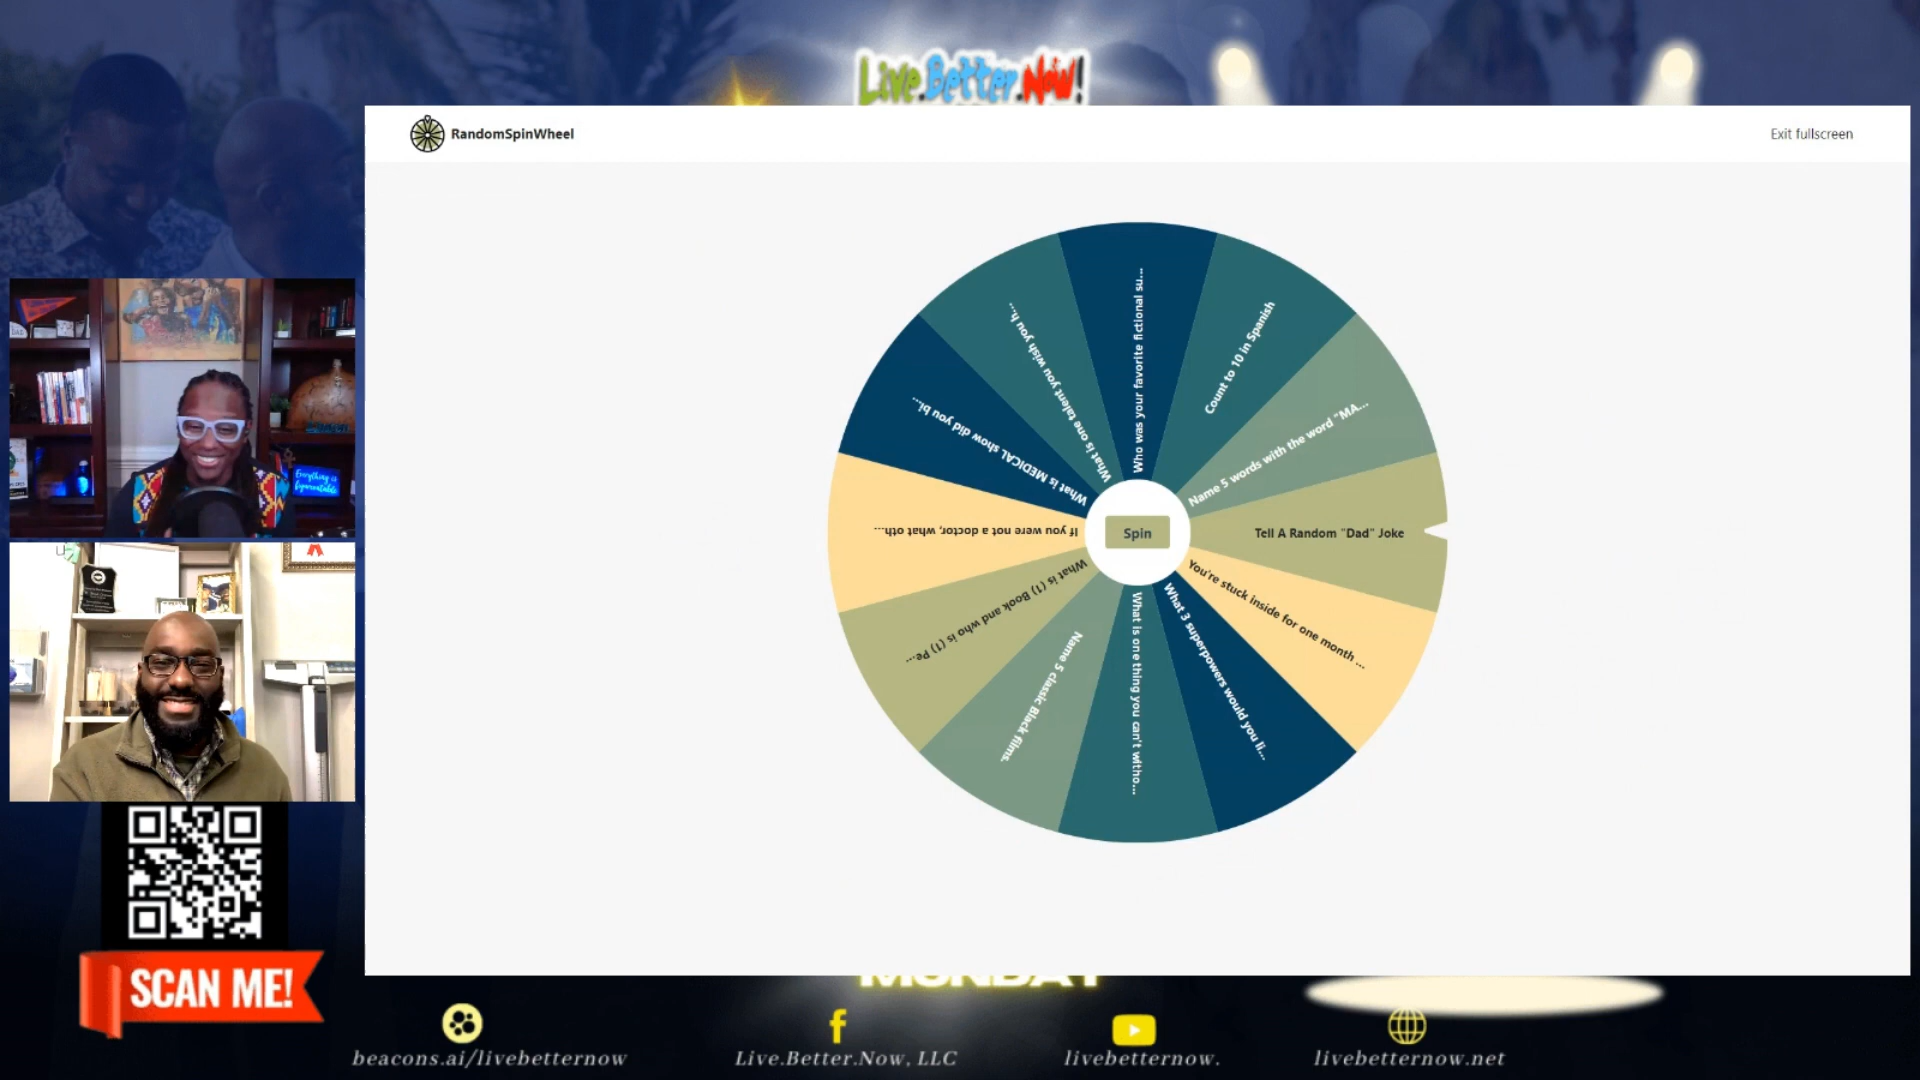 Live.Better.Now!
RandomSpinWheel
Exit fullscreen
Who was your favorite fictional su...
Count to 10 in Spanish
Name 5 words with the word "MA...
Tell A Random "Dad" Joke
You're stuck inside for one month ...
What 3 superpowers would you li...
What is one thing you can't witho...
Name 5 classic Black films.
What is (1) Book and who is (1) Pe...
If you were not a doctor, what oth...
What is MEDICAL show did you bi...
What is one talent you wish you h...
Spin
Everything is
SCAN ME!
MONDAY
beacons.ai/livebetternow
Live.Better.Now, LLC
livebetternow.
livebetternow.net